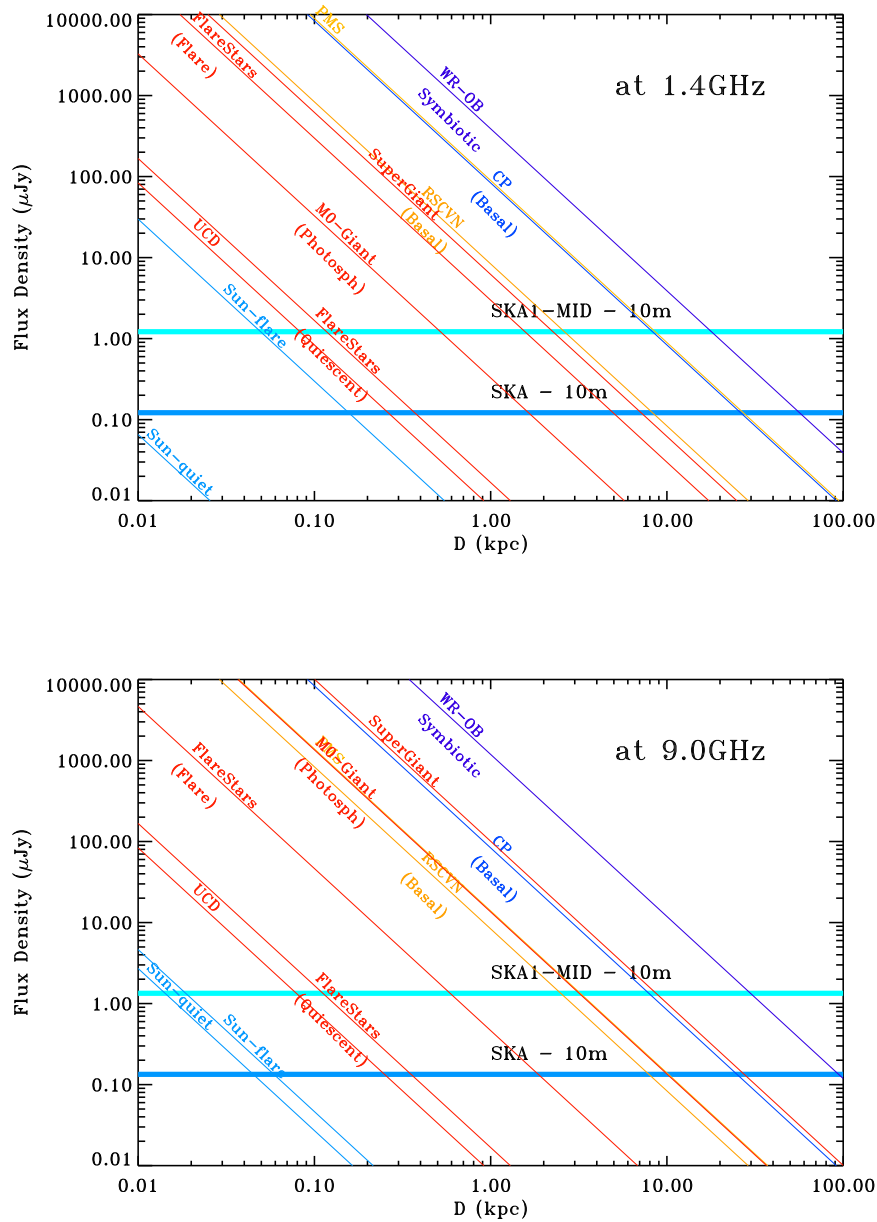 at 1.4GHz
10000.00
1000.00
100.00
10.00
1.00
0.10
0.01
Flux Density (μJy)
FlareStars
(Flare)
PMS
WR-OB
Symbiotic
SuperGiant
RSCVN
(Basal)
CP
(Basal)
UCD
M0-Giant
(Photosph)
Sun-flare
FlareStars
(Quiescent)
Sun-quiet
SKA1-MID - 10m
SKA - 10m
0.01 0.10 1.00 10.00 100.00
D (kpc)
at 9.0GHz
10000.00
1000.00
100.00
10.00
1.00
0.10
0.01
Flux Density (μJy)
WR-OB
Symbiotic
SuperGiant
FlareStars
(Flare)
PMS
M0-Giant
(Photosph)
RSCVN
(Basal)
CP
(Basal)
UCD
FlareStars
(Quiescent)
Sun-quiet
Sun-flare
SKA1-MID - 10m
SKA - 10m
0.01 0.10 1.00 10.00 100.00
D (kpc)